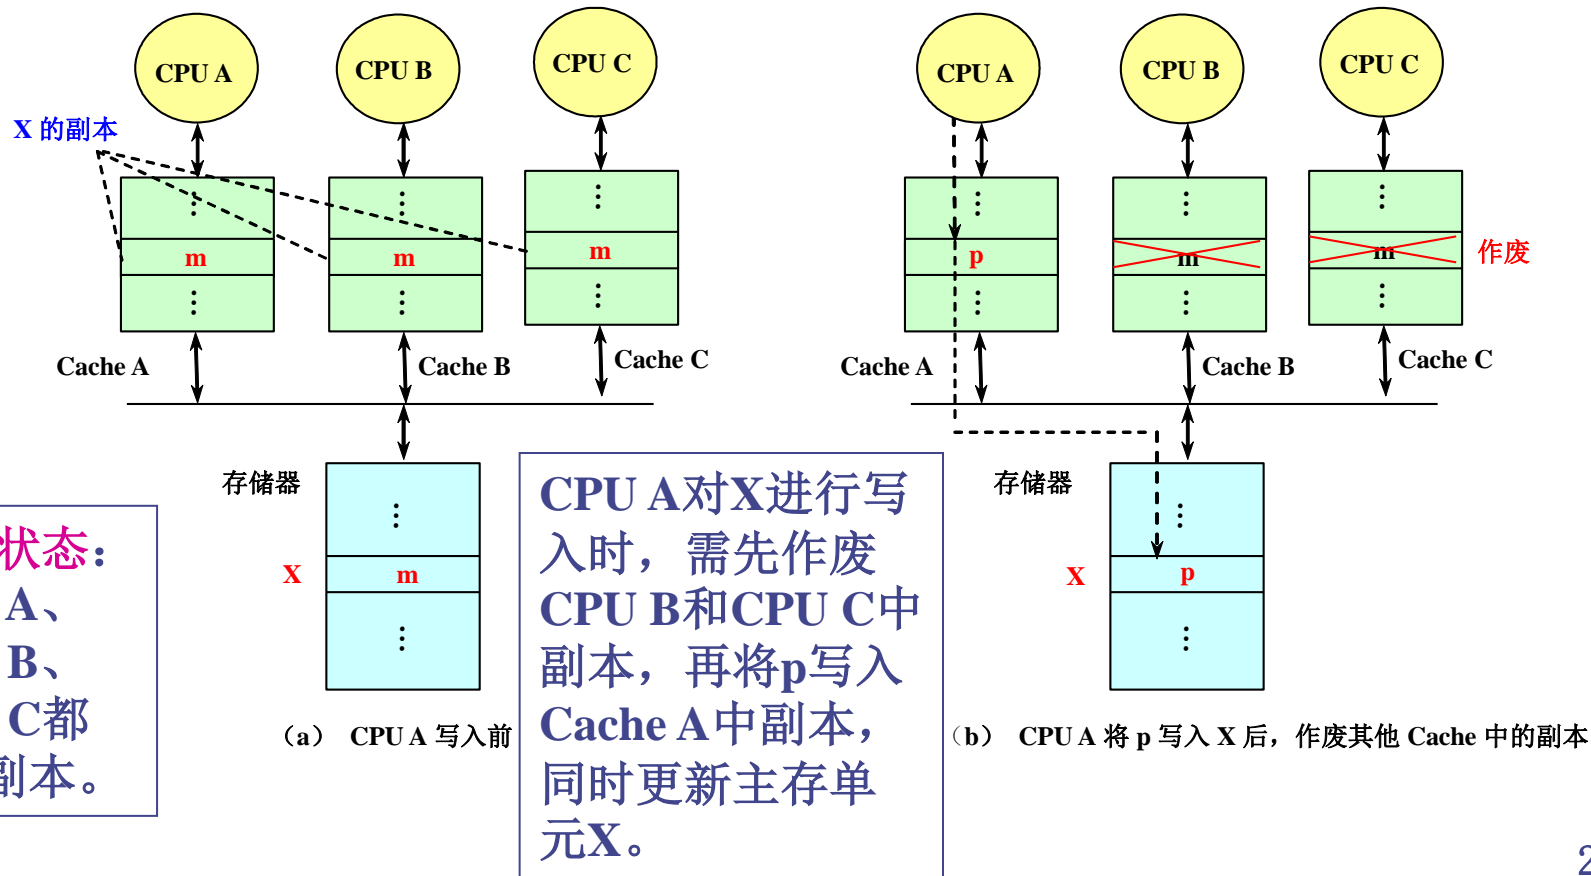 CPU A
CPU B
CPU C
X 的副本
⋮
⋮
⋮
m
m
m
⋮
⋮
⋮
Cache A
Cache B
Cache C
存储器
⋮
X
m
⋮
（a） CPU A 写入前
状态：
A、
B、
C都
副本。
CPU A对X进行写
入时，需先作废
CPU B和CPU C中
副本，再将p写入
Cache A中副本，
同时更新主存单
元X。
CPU A
CPU B
CPU C
⋮
⋮
⋮
p
m
m
作废
⋮
⋮
⋮
Cache A
Cache B
Cache C
存储器
⋮
X
p
⋮
（b） CPU A 将 p 写入 X 后，作废其他 Cache 中的副本
2